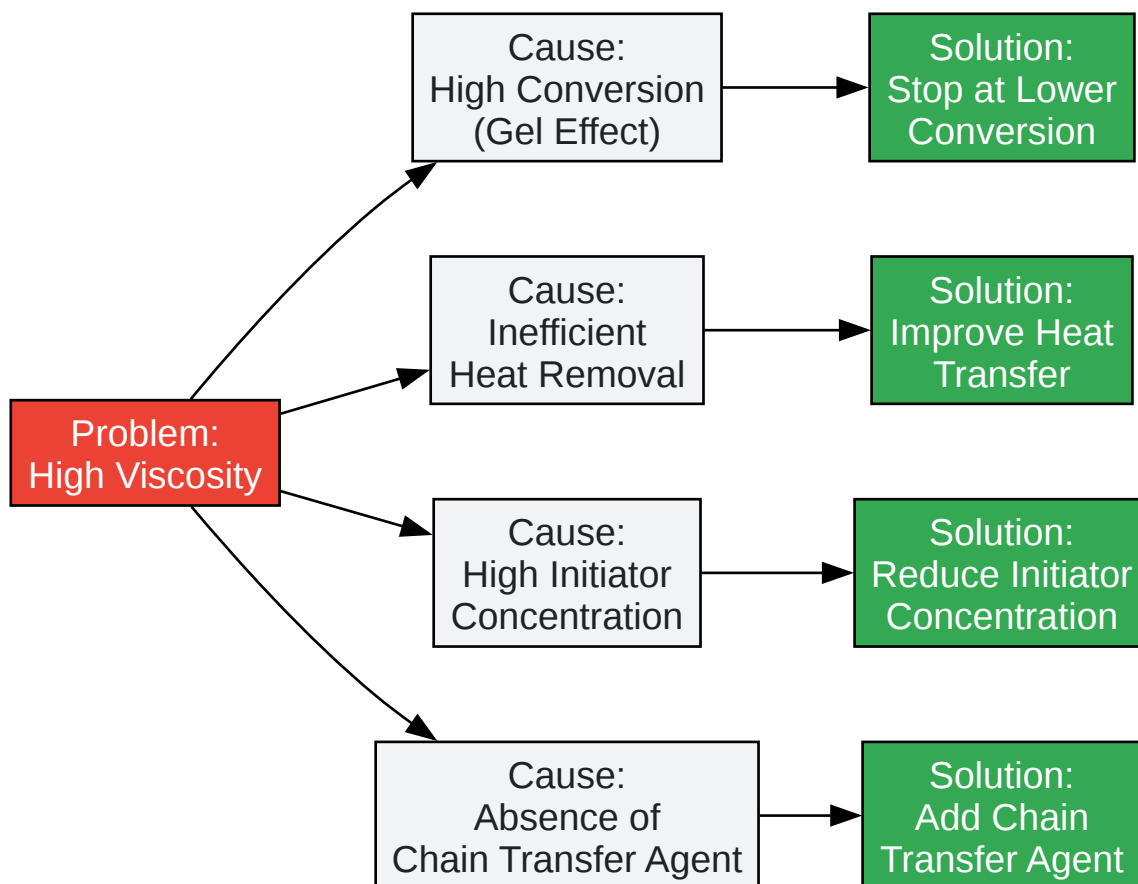 Cause:
High Conversion
(Gel Effect)
Solution:
Stop at Lower
Conversion
Cause:
Inefficient
Heat Removal
Solution:
Improve Heat
Transfer
Problem:
High Viscosity
Cause:
High Initiator
Concentration
Solution:
Reduce Initiator
Concentration
Cause:
Absence of
Chain Transfer Agent
Solution:
Add Chain
Transfer Agent